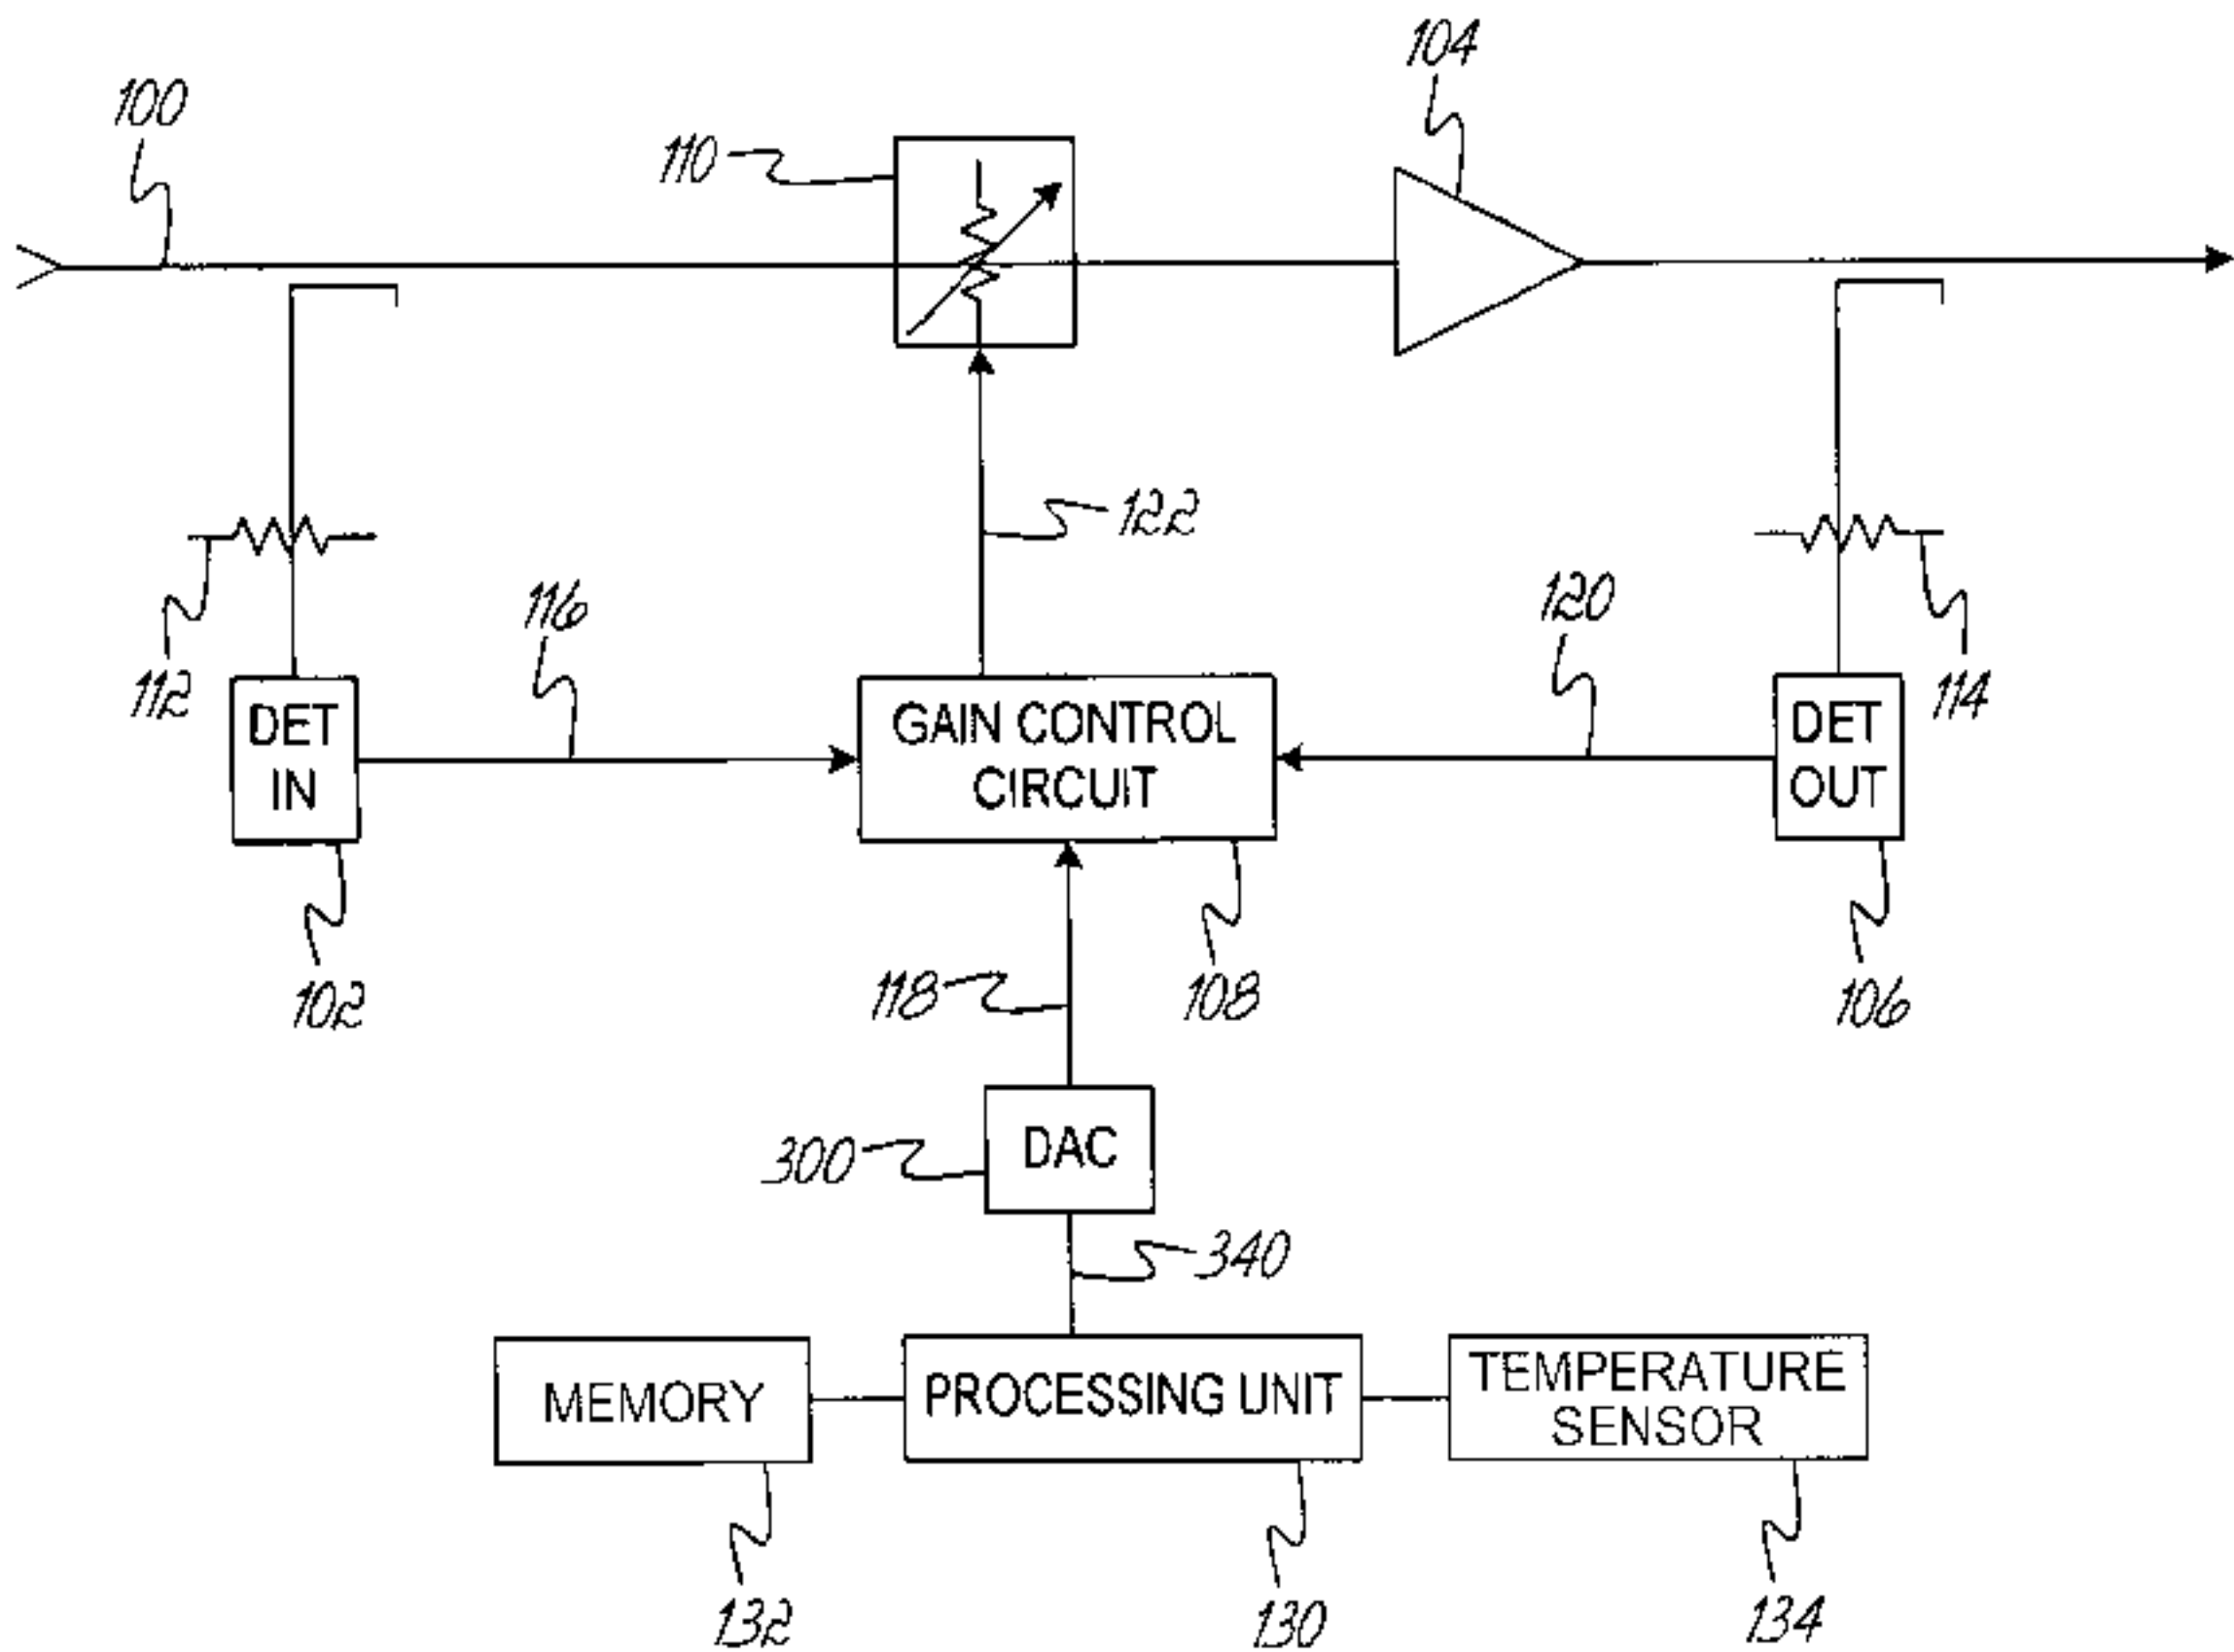 104
100
110
122
116
120
112
114
DET
IN
GAIN CONTROL
CIRCUIT
DET
OUT
102
118
108
106
300
DAC
340
MEMORY
PROCESSING UNIT
TEMPERATURE
SENSOR
132
130
134